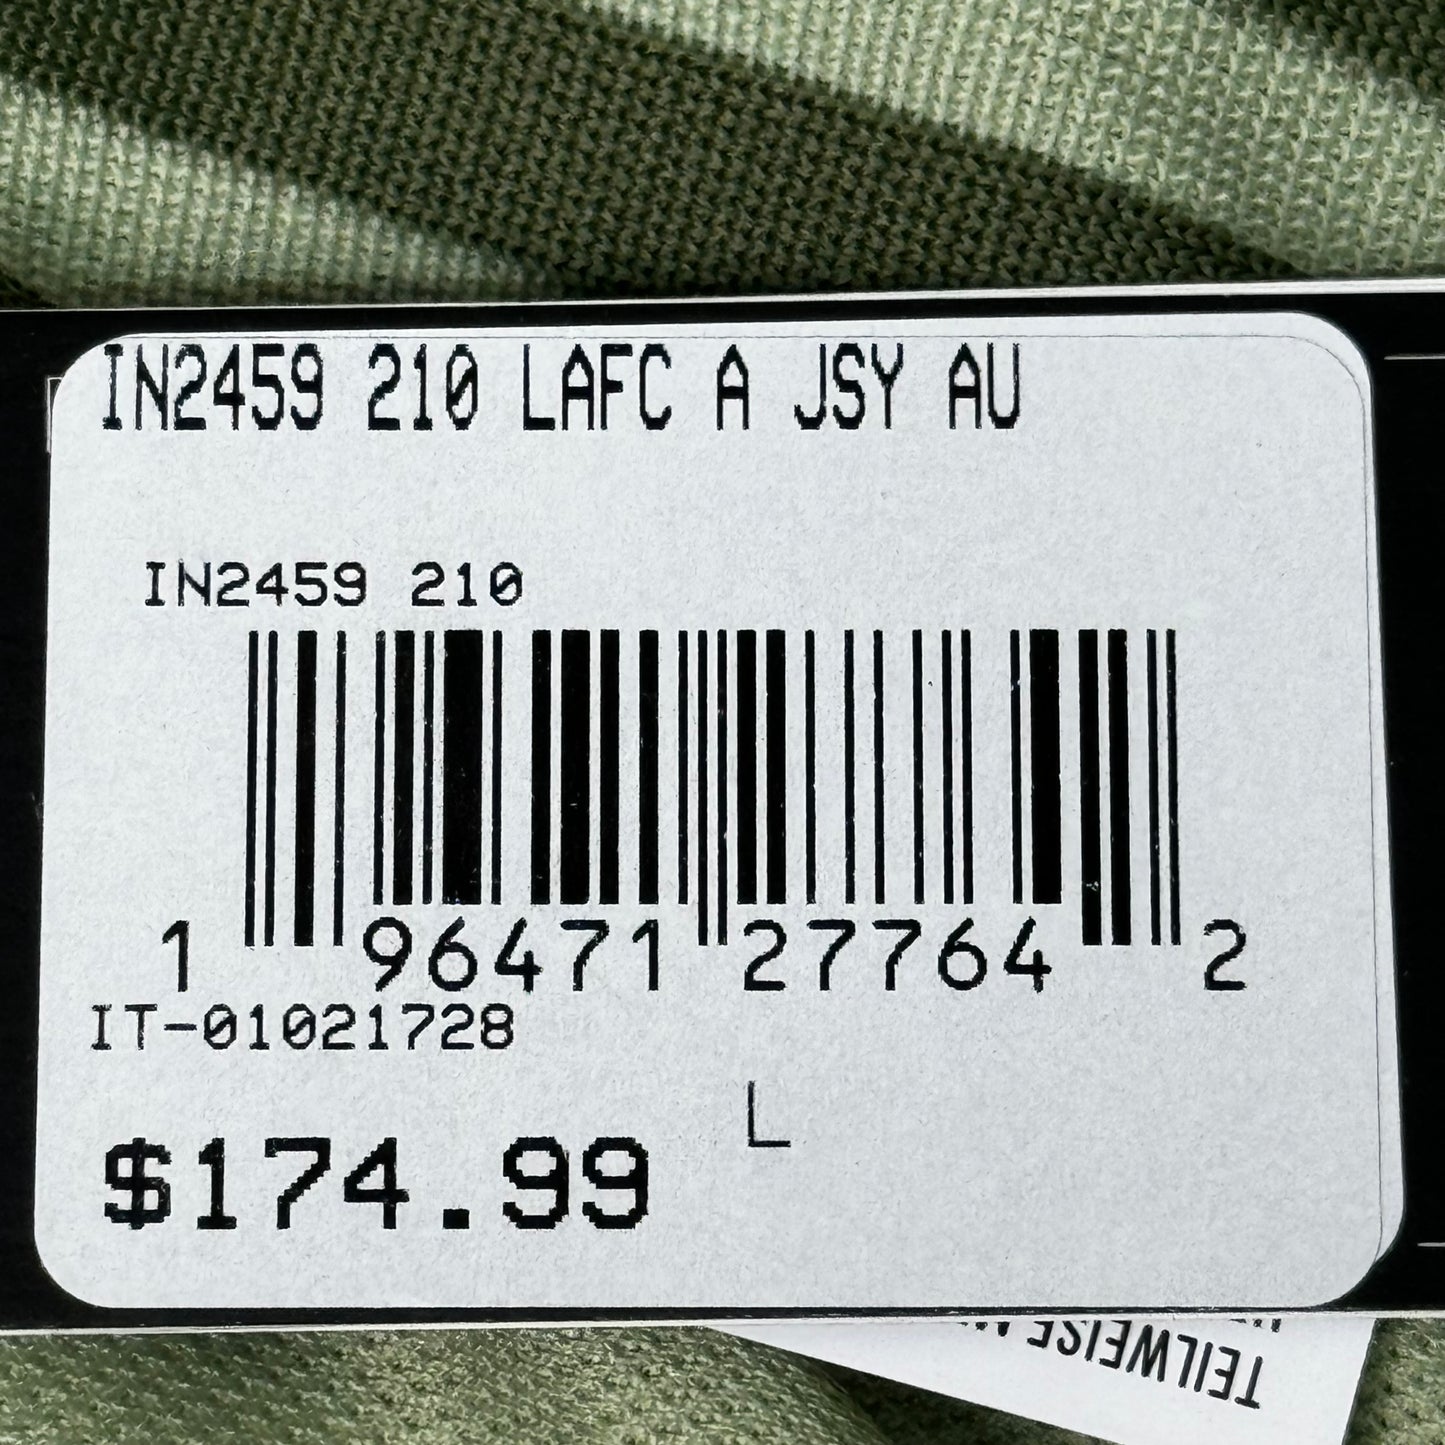 IN2459 210 LAFC A JSY AU
IN2459 210
1 96471 27764 2
IT-01021728
L
$174.99
TEILWEISE